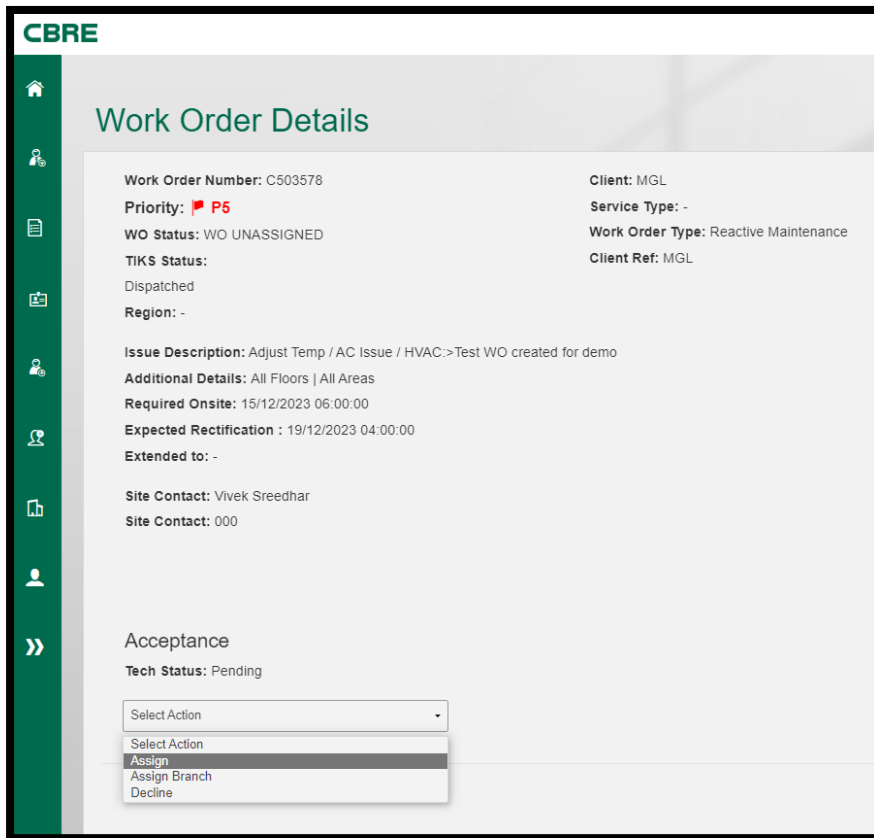 CBRE
Work Order Details
Work Order Number: C503578
Priority: P5
WO Status: WO UNASSIGNED
TIKS Status:
Dispatched
Region: -
Client: MGL
Service Type: -
Work Order Type: Reactive Maintenance
Client Ref: MGL
Issue Description: Adjust Temp / AC Issue / HVAC:>Test WO created for demo
Additional Details: All Floors | All Areas
Required Onsite: 15/12/2023 06:00:00
Expected Rectification : 19/12/2023 04:00:00
Extended to: -
Site Contact: Vivek Sreedhar
Site Contact: 000
Acceptance
Tech Status: Pending
Select Action
Select Action
Assign
Assign Branch
Decline